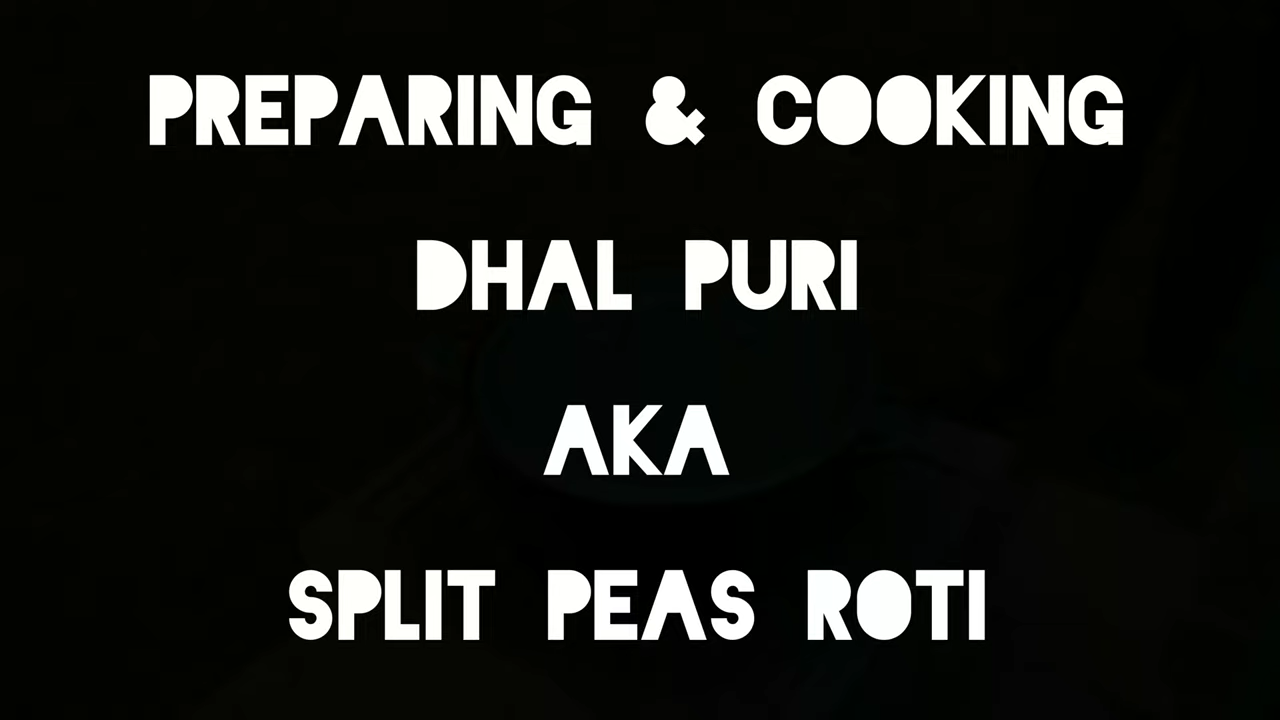 PREPARING & COOKING
DHAL PURI
AKA
SPLIT PEAS ROTI